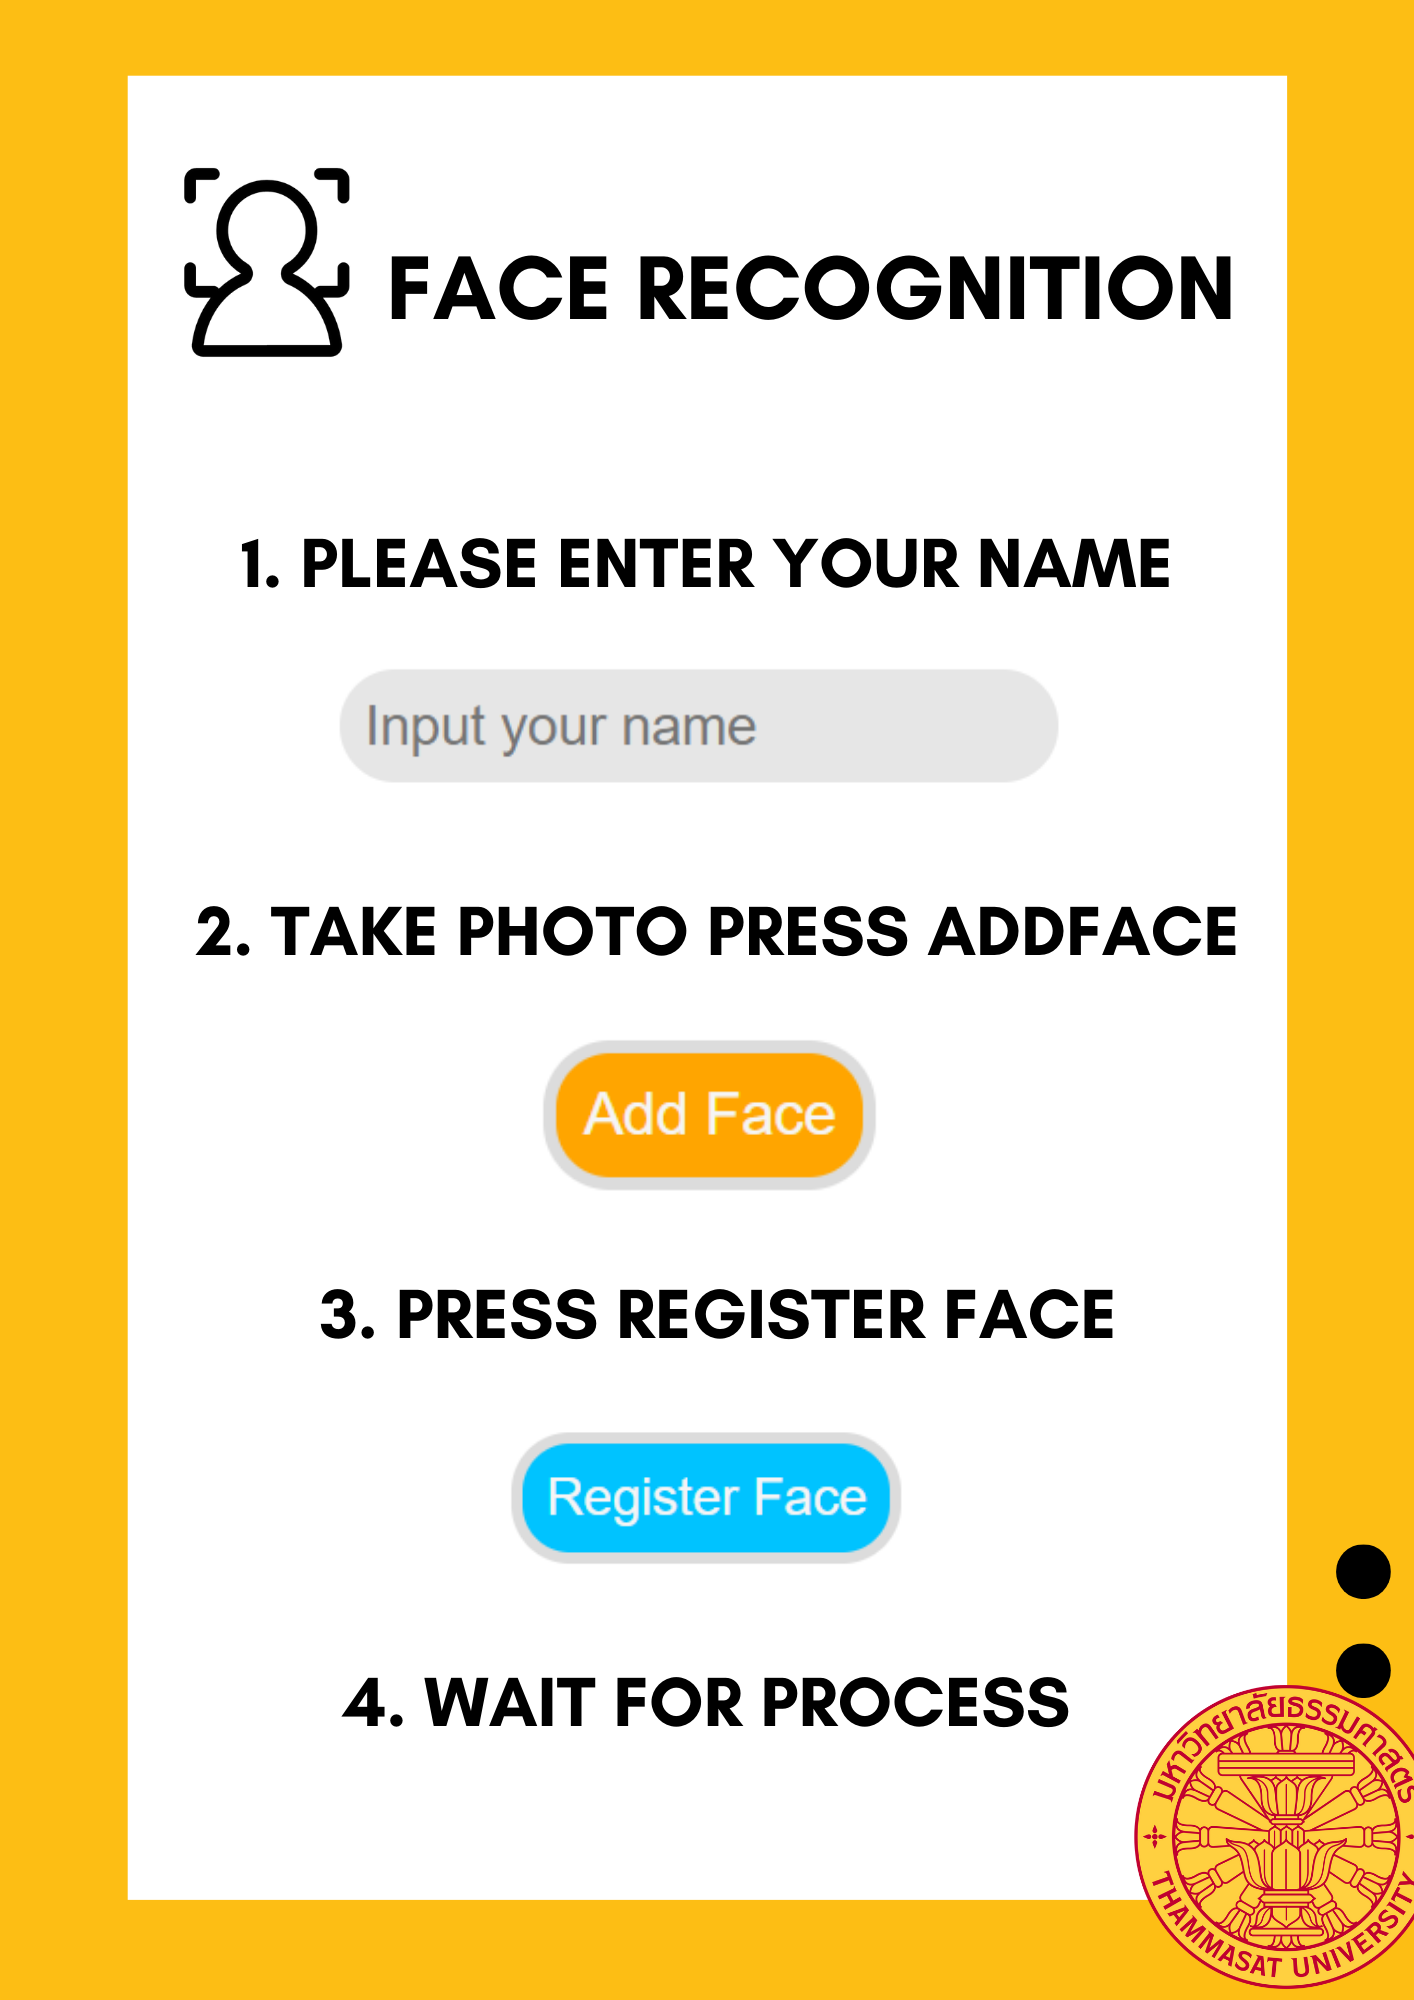 FACE RECOGNITION
1. PLEASE ENTER YOUR NAME
Input your name
2. TAKE PHOTO PRESS ADDFACE
Add Face
3. PRESS REGISTER FACE
Register Face
4. WAIT FOR PROCESS
มหาวิทยาลัยธรรมศาสตร
THAMMASAT UNIVERSITY